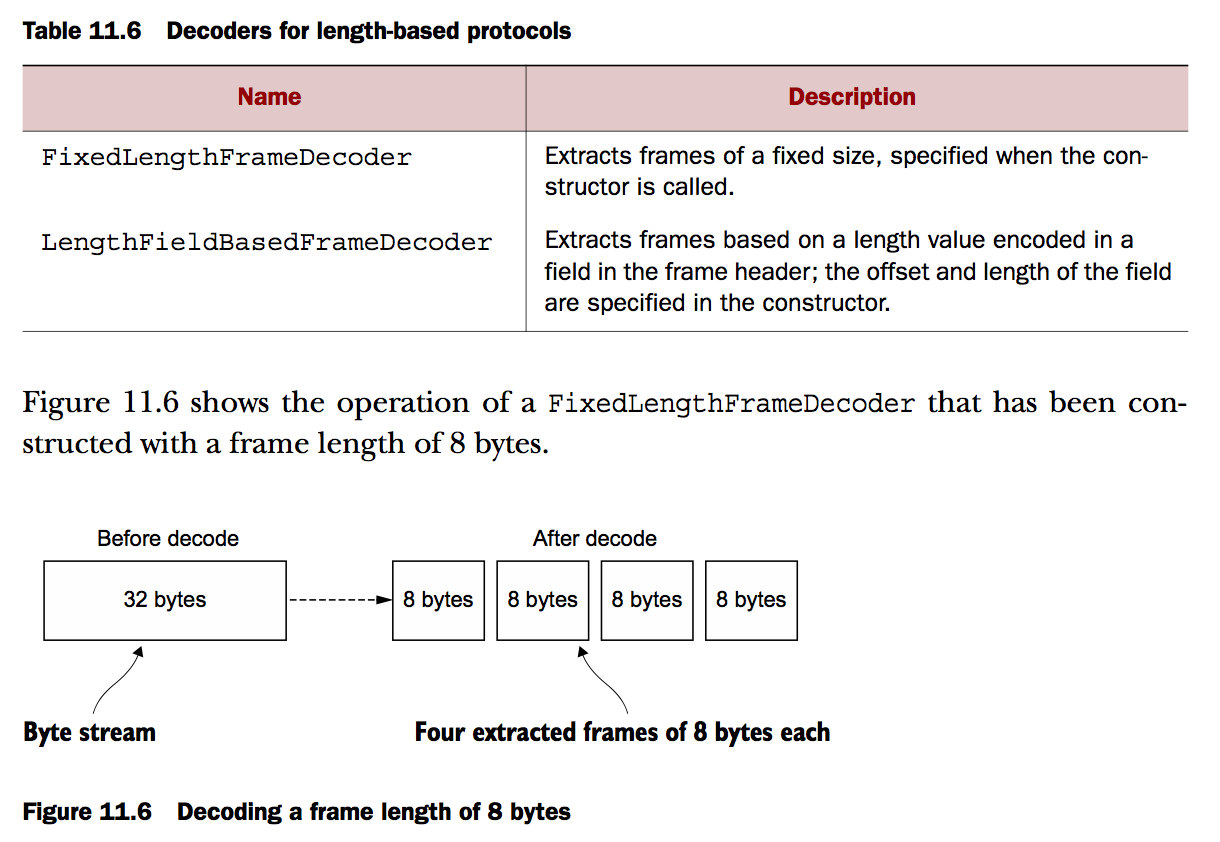 Table 11.6 Decoders for length-based protocols
Name Description
FixedLengthFrameDecoder Extracts frames of a fixed size, specified when the con-
structor is called.
LengthFieldBasedFrameDecoder Extracts frames based on a length value encoded in a
field in the frame header; the offset and length of the field
are specified in the constructor.
Figure 11.6 shows the operation of a FixedLengthFrameDecoder that has been con-
structed with a frame length of 8 bytes.
Before decode After decode
32 bytes 8 bytes 8 bytes 8 bytes 8 bytes
Byte stream Four extracted frames of 8 bytes each
Figure 11.6 Decoding a frame length of 8 bytes